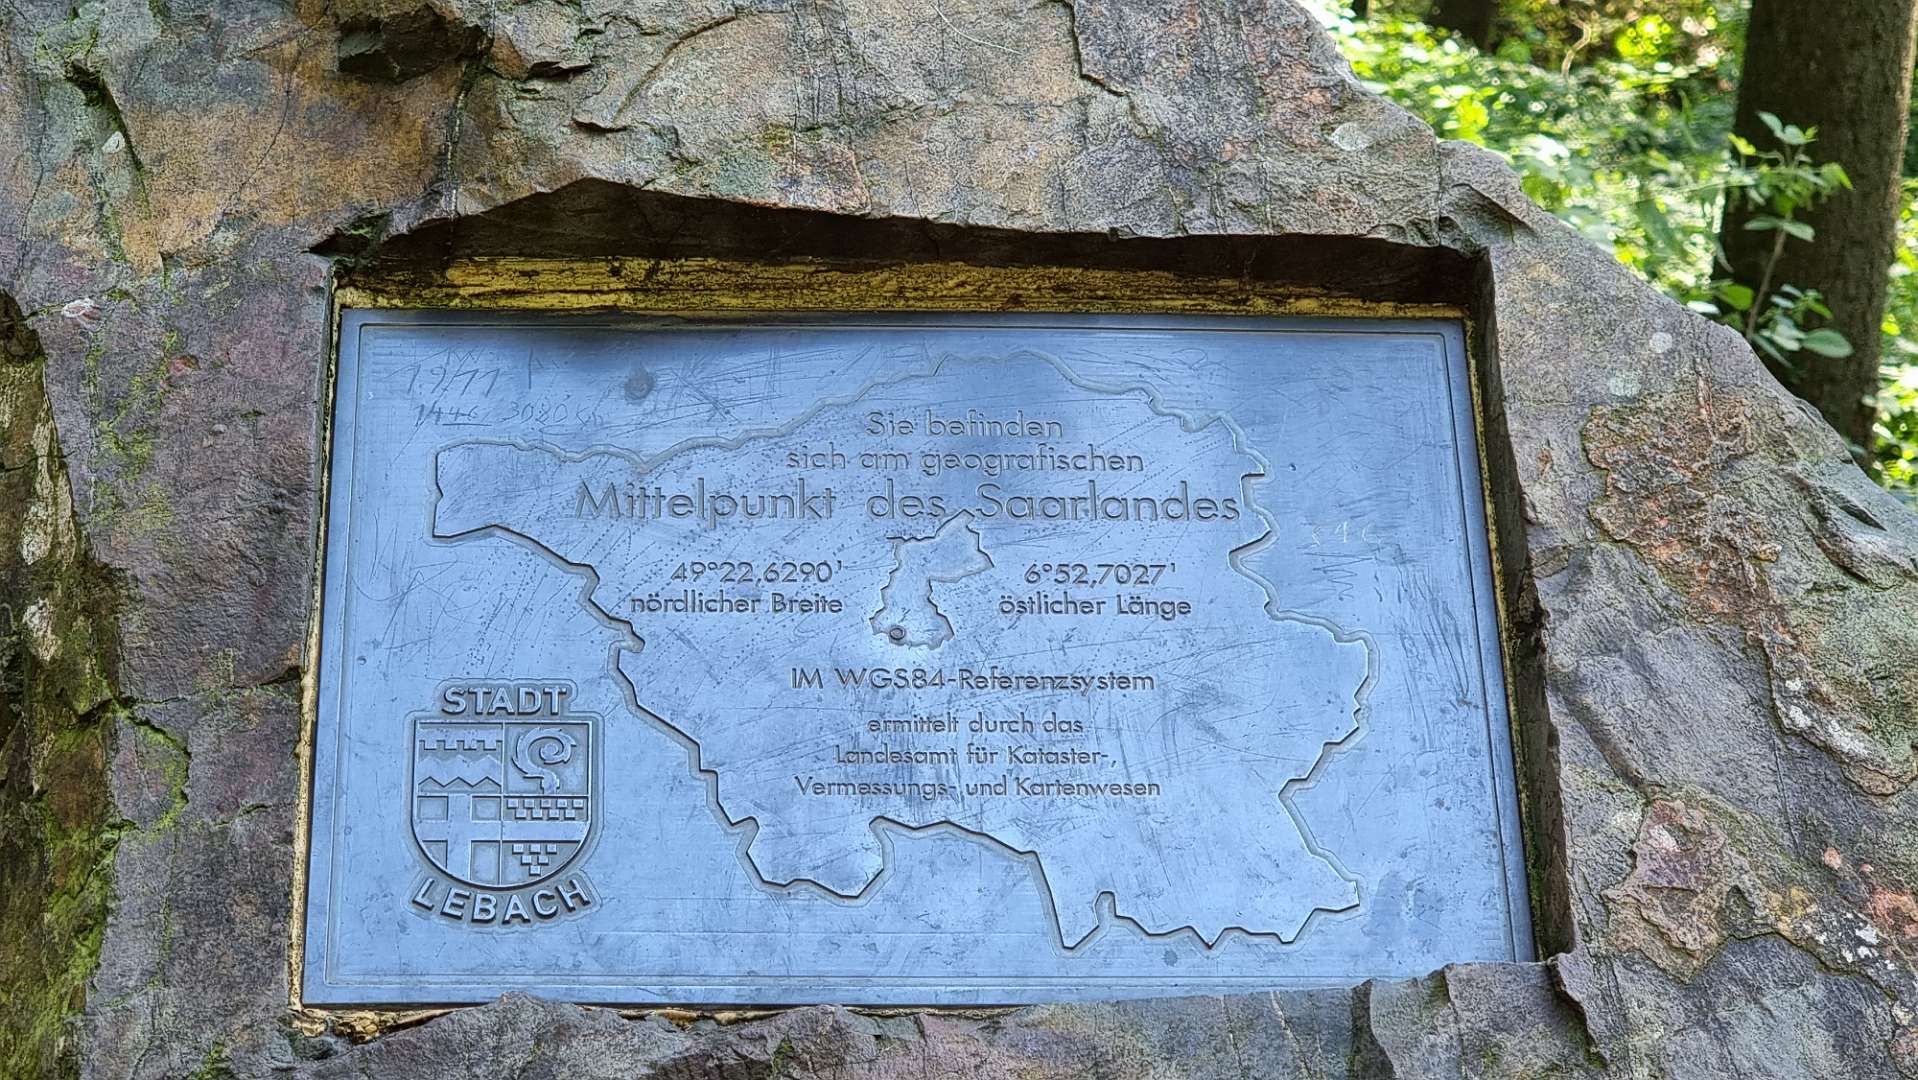 Sie befinden
sich am geografischen
Mittelpunkt des Saarlandes
49°22,6290'
nördlicher Breite
6°52,7027'
östlicher Länge
IM WGS84-Referenzsystem
ermittelt durch das
Landesamt für Kataster-,
Vermessungs- und Kartenwesen
STADT
LEBACH